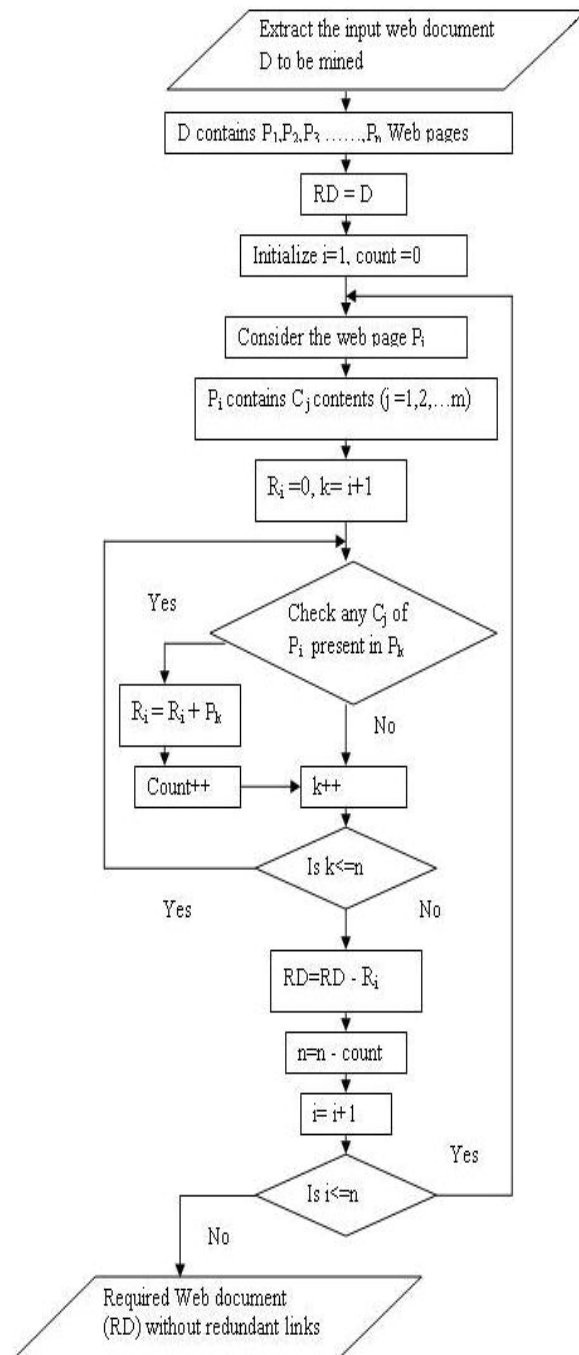 Extract the input web document
D to be mined
D contains P1,P2,P3 ......,Pn Web pages
RD = D
Initialize i=1, count =0
Consider the web page Pi
Pi contains Cj contents (j =1,2,...m)
Ri =0, k= i+1
Yes
Check any Cj of
Pi present in Pk
Ri = Ri + Pk
No
Count++
k++
Is k<=n
Yes
No
RD=RD - Ri
n=n - count
i= i+1
Yes
Is i<=n
No
Required Web document
(RD) without redundant links